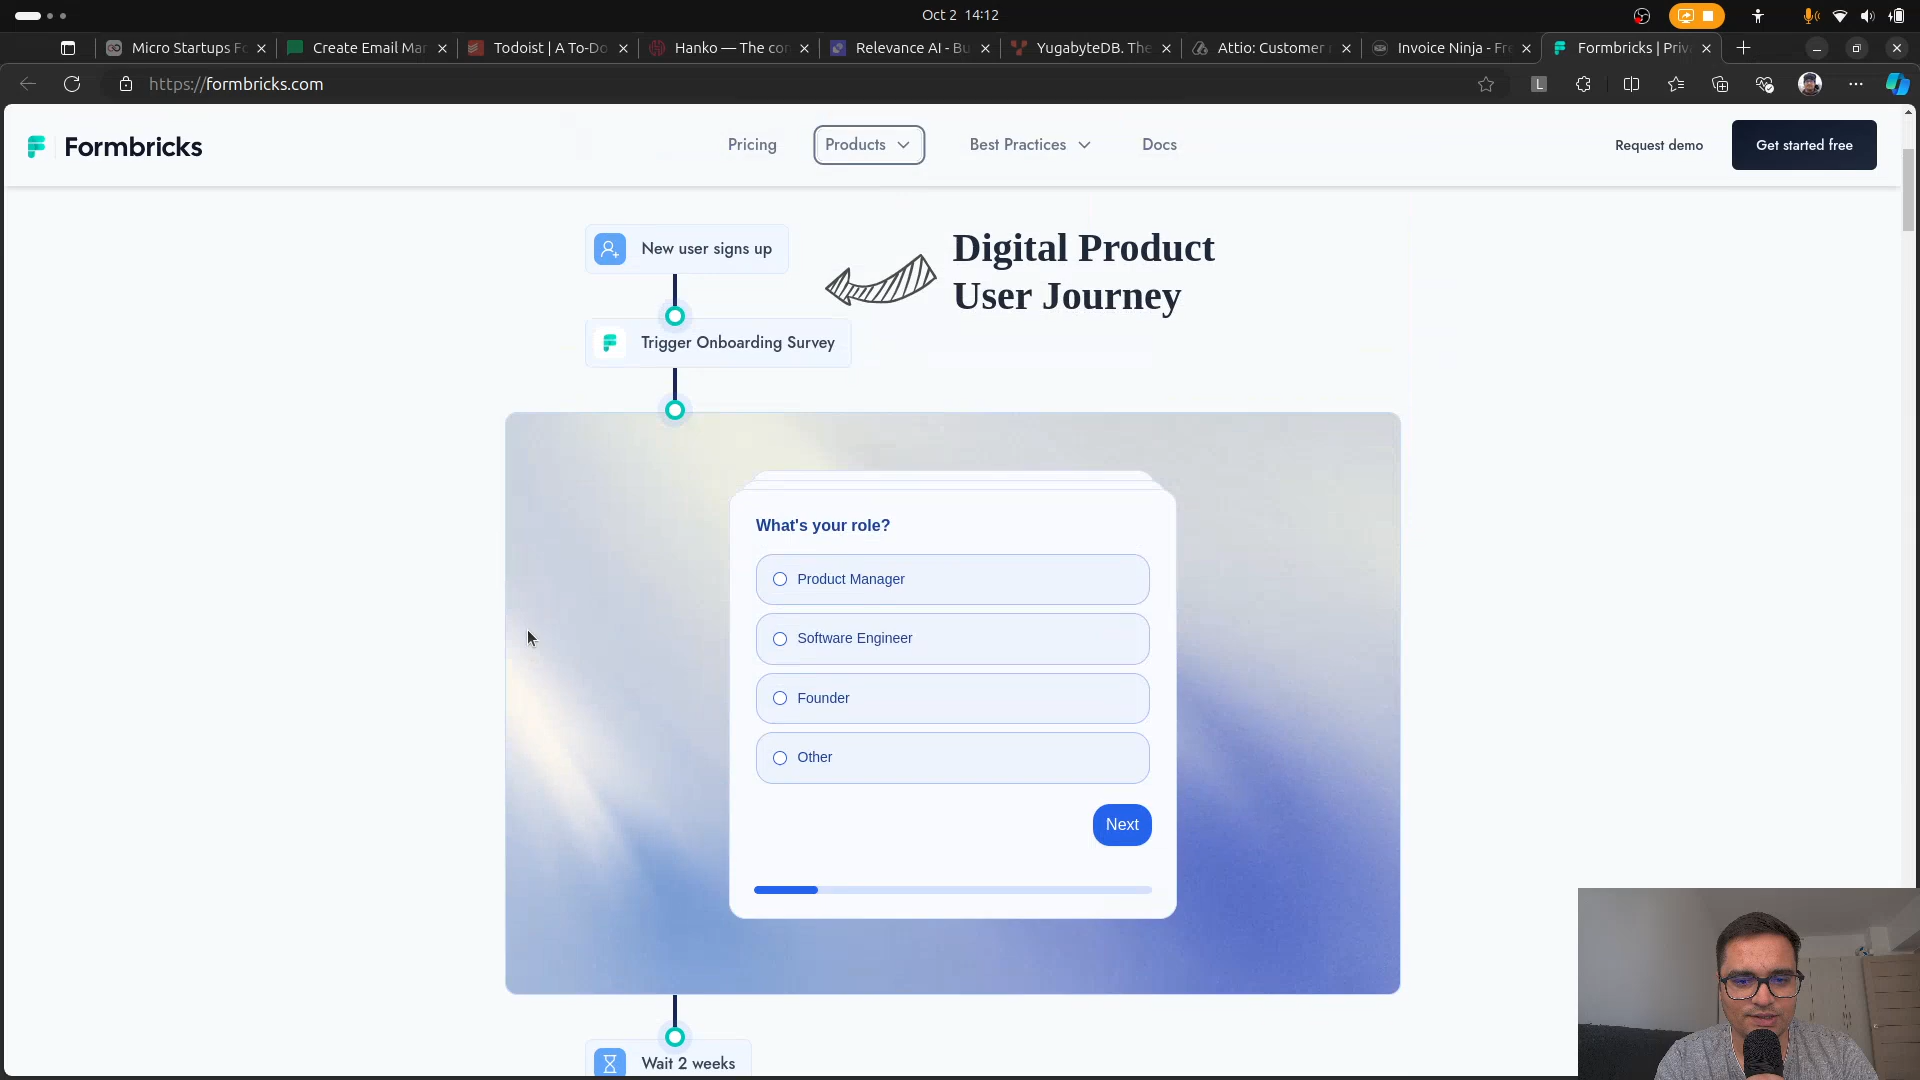 Oct 2 14:12
Micro Startups Fo
Create Email Mar
Todoist | A To-Do
Hanko — The con
Relevance AI - Bu
YugabyteDB. The
Attio: Customer
Invoice Ninja - Fre
Formbricks | Priv
https://formbricks.com
L
Formbricks
Pricing
Products
Best Practices
Docs
Request demo
Get started free
New user signs up
Digital Product
User Journey
Trigger Onboarding Survey
What's your role?
Product Manager
Software Engineer
Founder
Other
Next
Wait 2 weeks